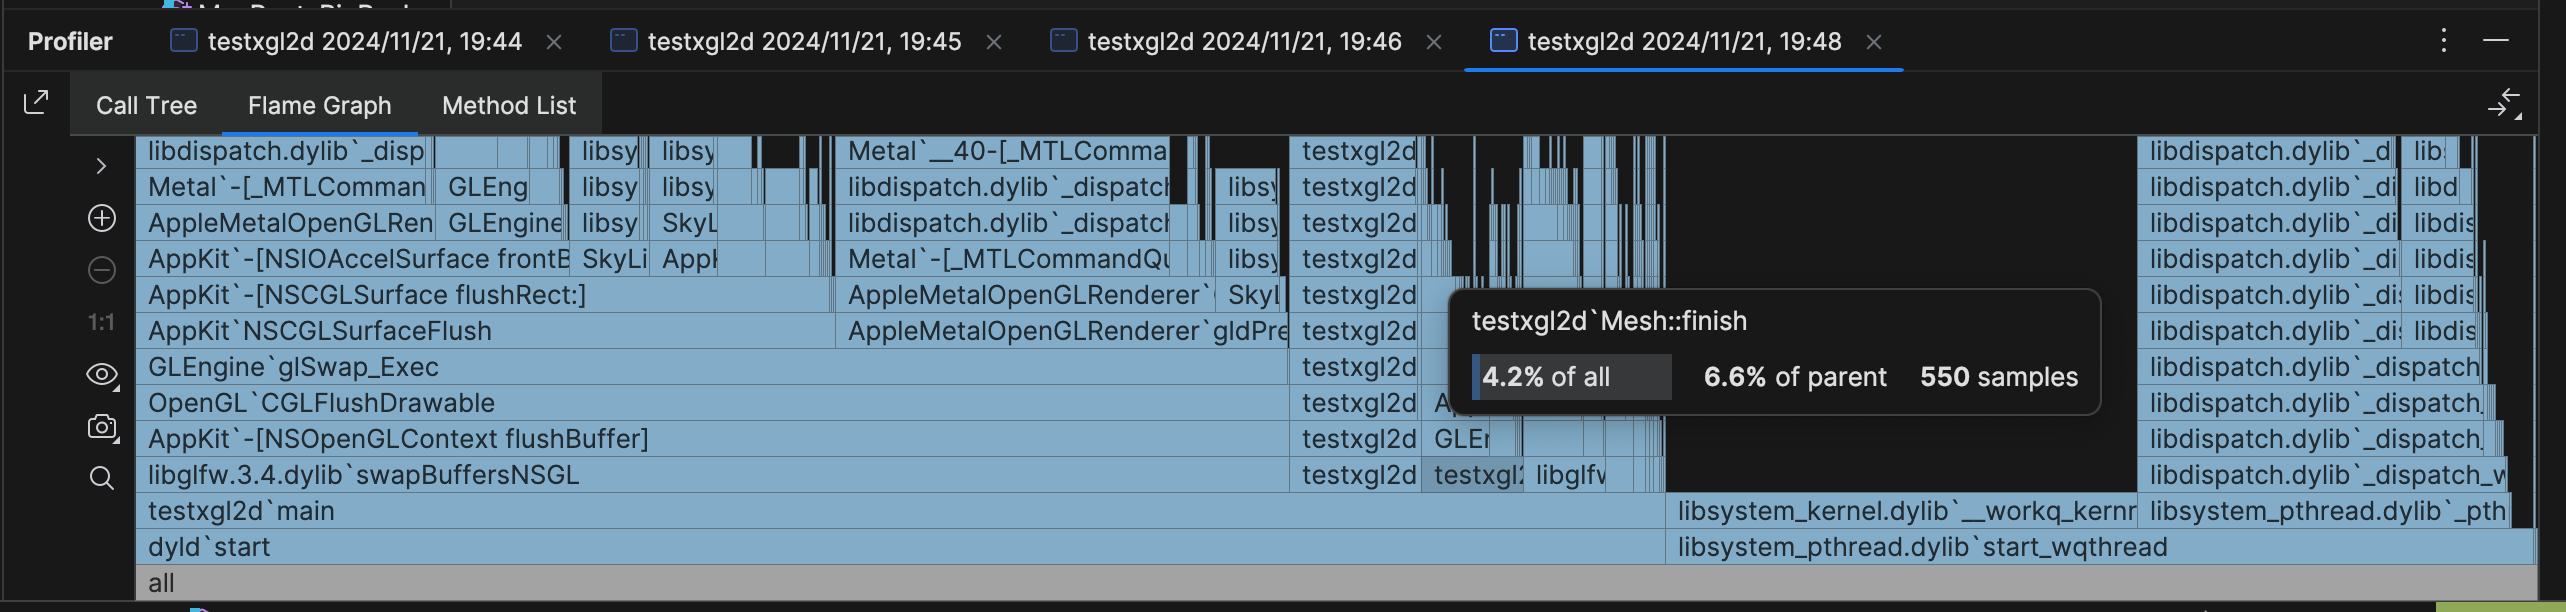 Profiler testxgl2d 2024/11/21, 19:44 testxgl2d 2024/11/21, 19:45 testxgl2d 2024/11/21, 19:46 testxgl2d 2024/11/21, 19:48
Call Tree Flame Graph Method List
libdispatch.dylib`_disp libsy libsy Metal`__40-[_MTLComma testxgl2d libdispatch.dylib`_d lib
Metal`-[_MTLComman GLEng libsy libsy libdispatch.dylib`_dispatch libsy testxgl2d libdispatch.dylib`_di libd
AppleMetalOpenGLRen GLEngine libsy SkyL libdispatch.dylib`_dispatch libsy testxgl2d libdispatch.dylib`_di libdis
AppKit`-[NSIOAccelSurface frontB SkyLi AppK Metal`-[_MTLCommandQu libsy testxgl2d libdispatch.dylib`_di libdis
AppKit`-[NSCGLSurface flushRect:] AppleMetalOpenGLRenderer` SkyL testxgl2d libdispatch.dylib`_di libdis
AppKit`NSCGLSurfaceFlush AppleMetalOpenGLRenderer`gldPre testxgl2d libdispatch.dylib`_di libdis
testxgl2d`Mesh::finish
GLEngine`glSwap_Exec testxgl2d libdispatch.dylib`_dispatch
4.2% of all 6.6% of parent 550 samples
OpenGL`CGLFlushDrawable testxgl2d libdispatch.dylib`_dispatch_
AppKit`-[NSOpenGLContext flushBuffer] testxgl2d GLEn libdispatch.dylib`_dispatch_
libglfw.3.4.dylib`swapBuffersNSGL testxgl2d testxgl2 libglfw libdispatch.dylib`_dispatch_w
testxgl2d`main libsystem_kernel.dylib`__workq_kernr libsystem_pthread.dylib`_pth
dyld`start libsystem_pthread.dylib`start_wqthread
all
1:1